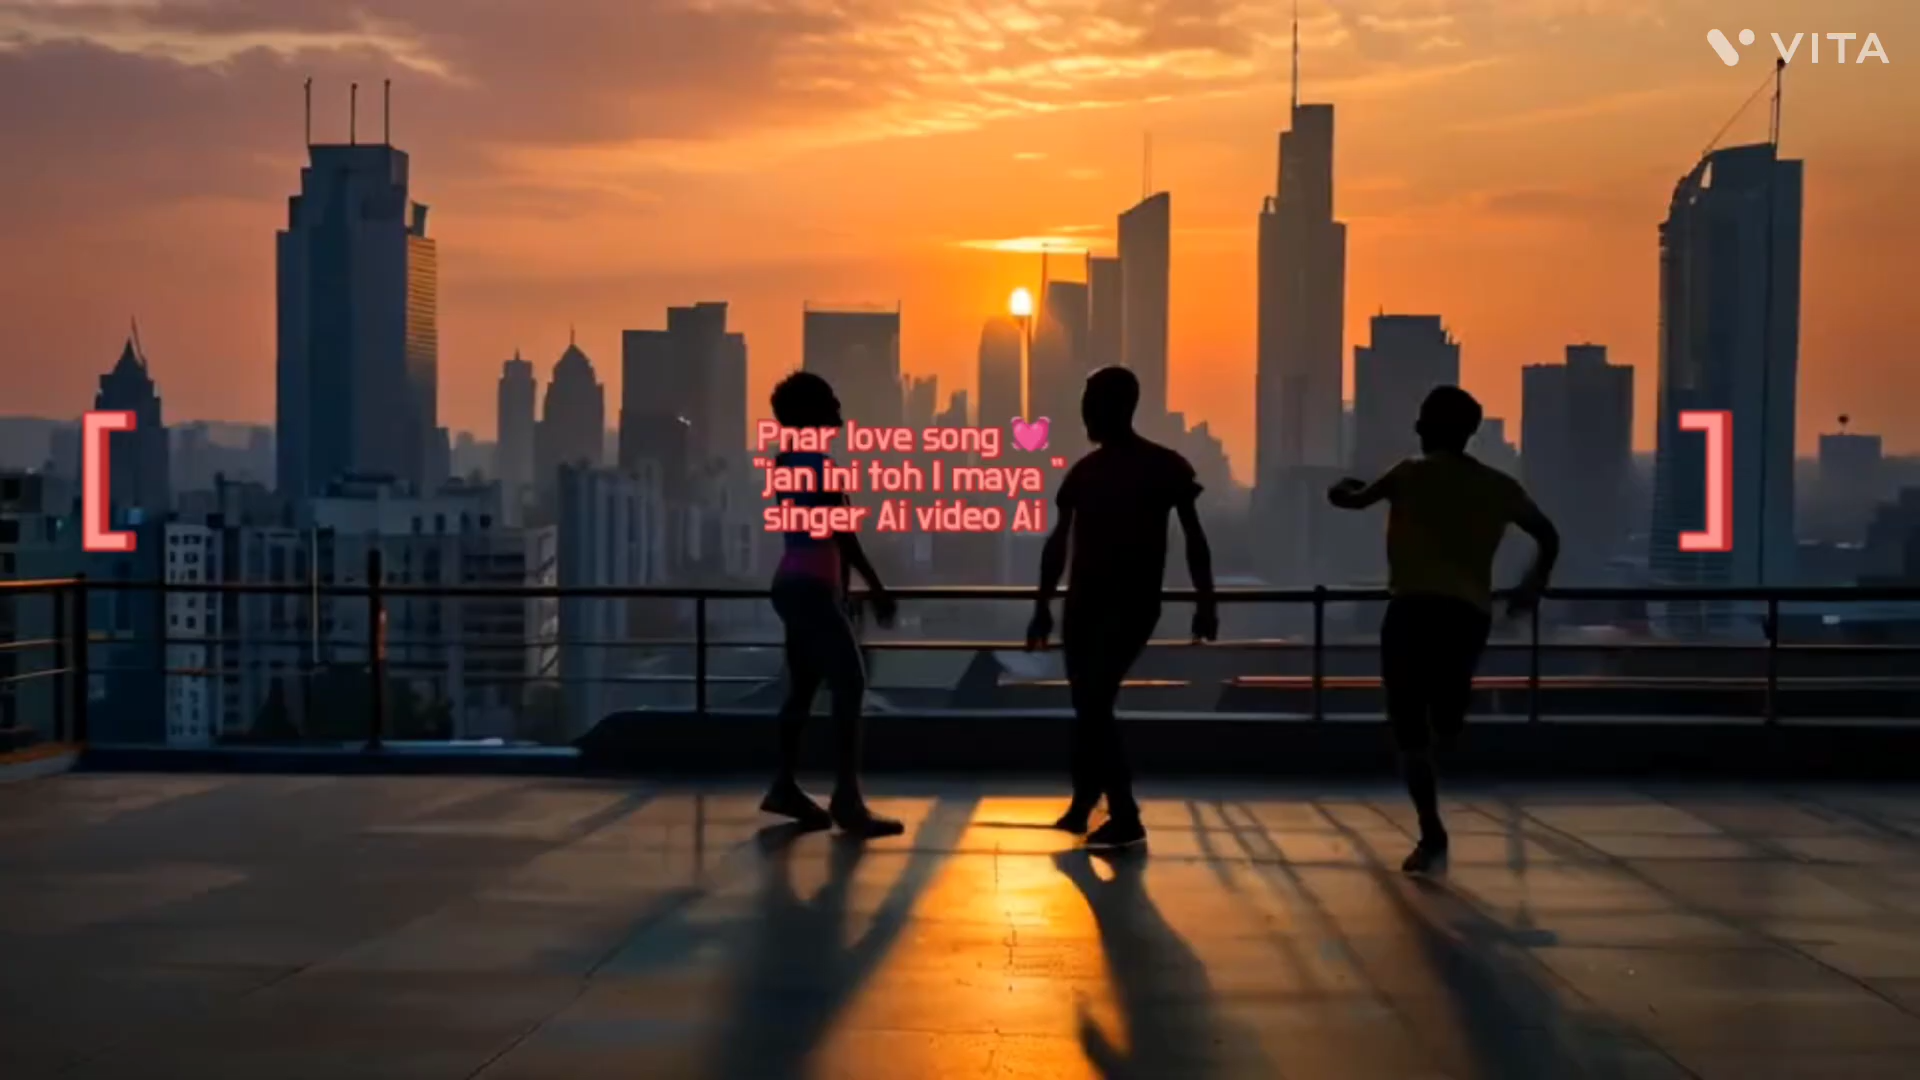 VITA
[ ]
Pnar love song 💓
"jan ini toh I maya "
singer Ai video Ai